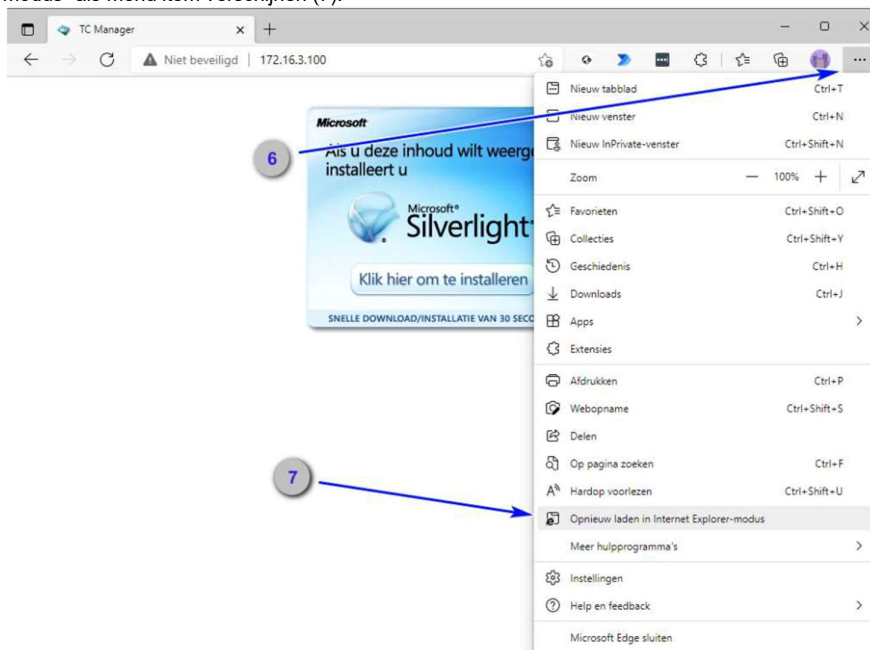 modus" als menu item verschijnen (7).
TC Manager
Niet beveiligd 172.16.3.100
Nieuw tabblad Ctrl+T
Nieuw venster Ctrl+N
Nieuw InPrivate-venster Ctrl+Shift+N
Zoom — 100% +
Favorieten Ctrl+Shift+O
Collecties Ctrl+Shift+Y
Geschiedenis Ctrl+H
Downloads Ctrl+J
Apps
Extensies
Afdrukken Ctrl+P
Webopname Ctrl+Shift+S
Delen
Op pagina zoeken Ctrl+F
Hardop voorlezen Ctrl+Shift+U
Opnieuw laden in Internet Explorer-modus
Meer hulpprogramma's
Instellingen
Help en feedback
Microsoft Edge sluiten
Microsoft
Als u deze inhoud wilt weerge
installeert u
Microsoft®
Silverlight
Klik hier om te installeren
SNELLE DOWNLOAD/INSTALLATIE VAN 30 SECO
6
7